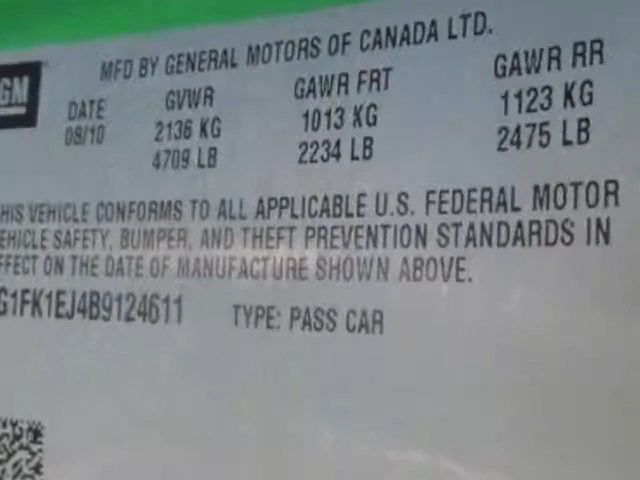 MFD BY GENERAL MOTORS OF CANADA LTD.
GM
DATE GVWR GAWR FRT GAWR RR
08/10 2136 KG 1013 KG 1123 KG
4709 LB 2234 LB 2475 LB
HIS VEHICLE CONFORMS TO ALL APPLICABLE U.S. FEDERAL MOTOR
EHICLE SAFETY, BUMPER, AND THEFT PREVENTION STANDARDS IN
FFECT ON THE DATE OF MANUFACTURE SHOWN ABOVE.
G1FK1EJ4B9124611 TYPE: PASS CAR